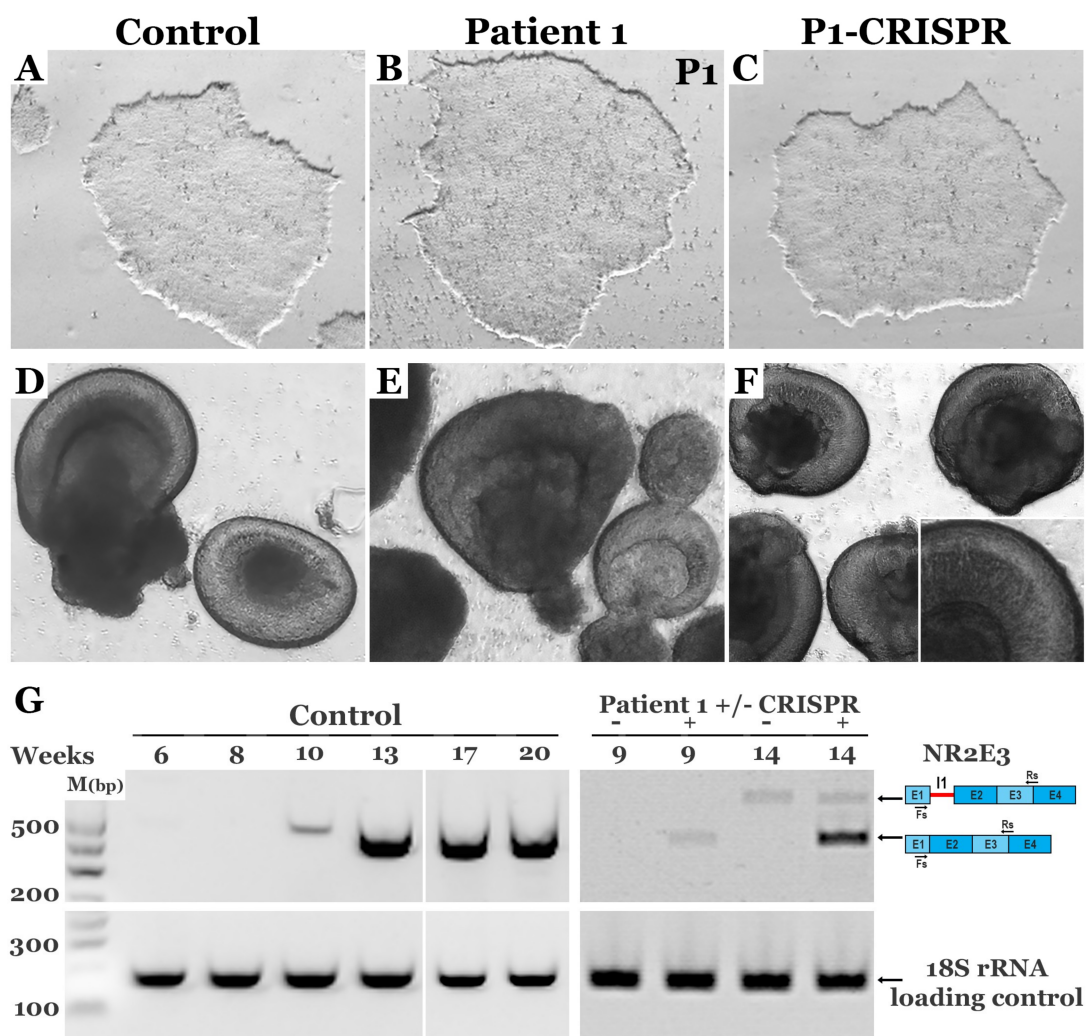 Control Patient 1 P1-CRISPR
A B P1 C
D E F
G
Control Patient 1 +/- CRISPR
- + - +
Weeks 6 8 10 13 17 20 9 9 14 14 NR2E3
M(bp)
I1 Rs
E1 E2 E3 E4
Fs
500
Rs
E1 E2 E3 E4
Fs
200
300
18S rRNA
loading control
100